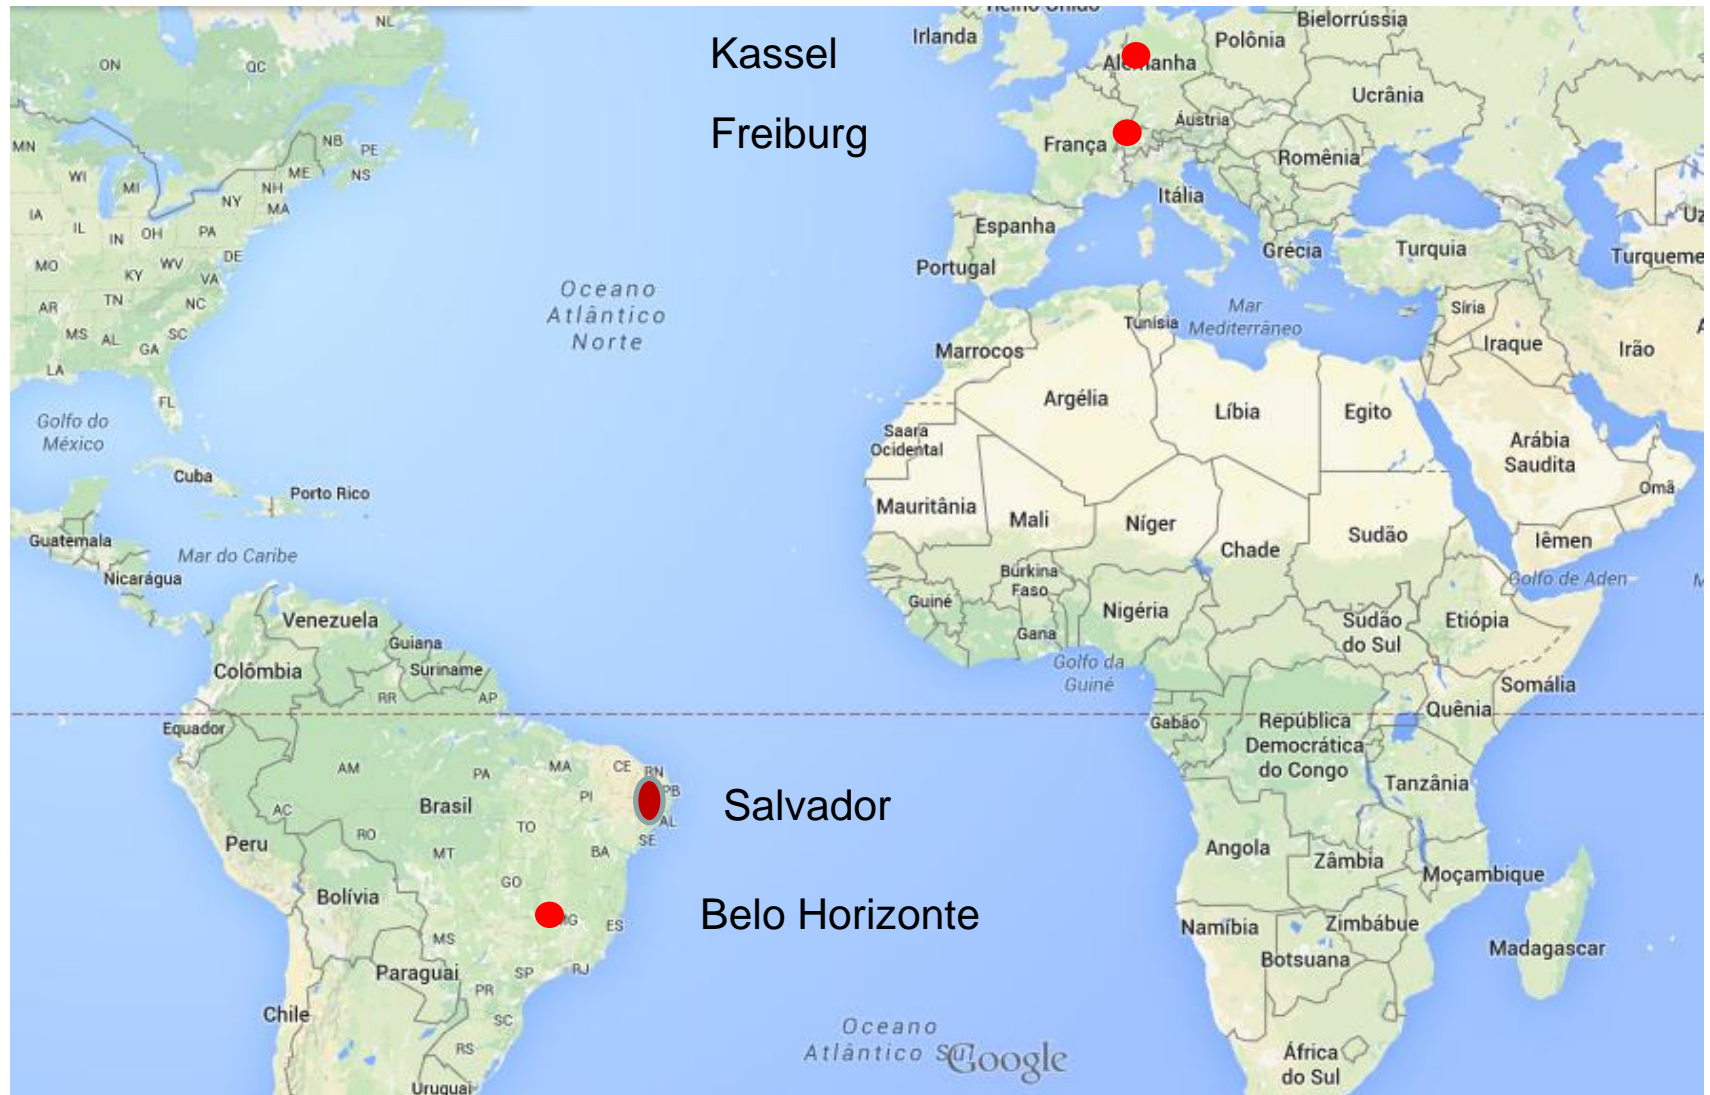 Kassel
Freiburg
Salvador
Belo Horizonte
NL
ON
QC
NB
PE
MN
ME
NS
WI
MI
NH
NY
MA
IA
IL
IN
OH
PA
DE
MO
KY
WV
VA
AR
TN
NC
MS
AL
SC
GA
LA
FL
Golfo do
México
Cuba
Porto Rico
Guatemala
Mar do Caribe
Nicarágua
Oceano
Atlântico
Norte
Venezuela
Guiana
Colômbia
Suriname
RR
AP
Equador
AM
PA
MA
CE
RN
PB
PI
AC
Brasil
AL
TO
SE
RO
Peru
MT
BA
GO
Bolívia
MG
ES
MS
Paraguai
SP
RJ
PR
Chile
SC
RS
Uruguai
Oceano
Atlântico Sul
Google
Reino Unido
Irlanda
Bielorrússia
Polônia
Alemanha
Ucrânia
Áustria
França
Romênia
Itália
Espanha
Grécia
Turquia
Portugal
Mar
Mediterrâneo
Síria
Tunísia
Iraque
Irão
Marrocos
Argélia
Líbia
Egito
Saara
Ocidental
Arábia
Saudita
Omã
Mauritânia
Mali
Níger
Sudão
Chade
Iêmen
Burkina
Faso
Golfo de Aden
Guiné
Nigéria
Gana
Sudão
do Sul
Etiópia
Golfo da
Guiné
Somália
Quênia
Gabão
República
Democrática
do Congo
Tanzânia
Angola
Zâmbia
Moçambique
Namíbia
Zimbábue
Botsuana
Madagascar
África
do Sul